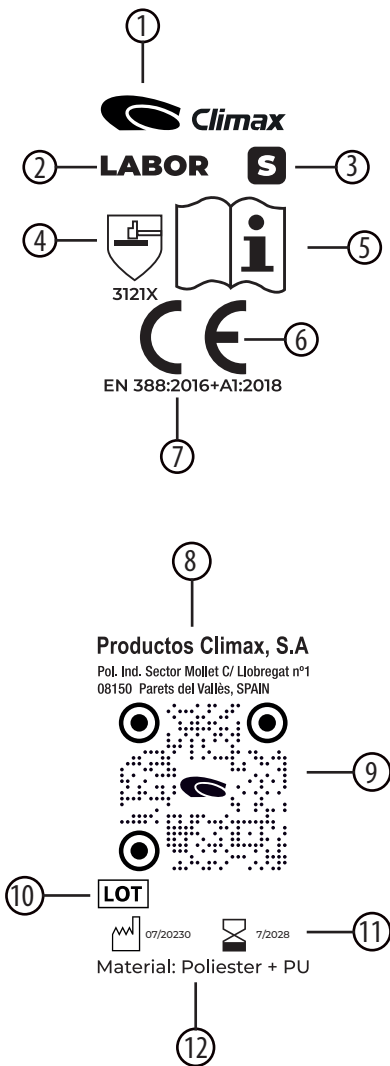 1
Climax
2 LABOR S 3
4 i 5
3121X
CE 6
EN 388:2016+A1:2018
7
8
Productos Climax, S.A
Pol. Ind. Sector Mollet C/ Llobregat nº1
08150 Parets del Vallès, SPAIN
9
10 LOT
07/20230 7/2028 11
Material: Poliester + PU
12